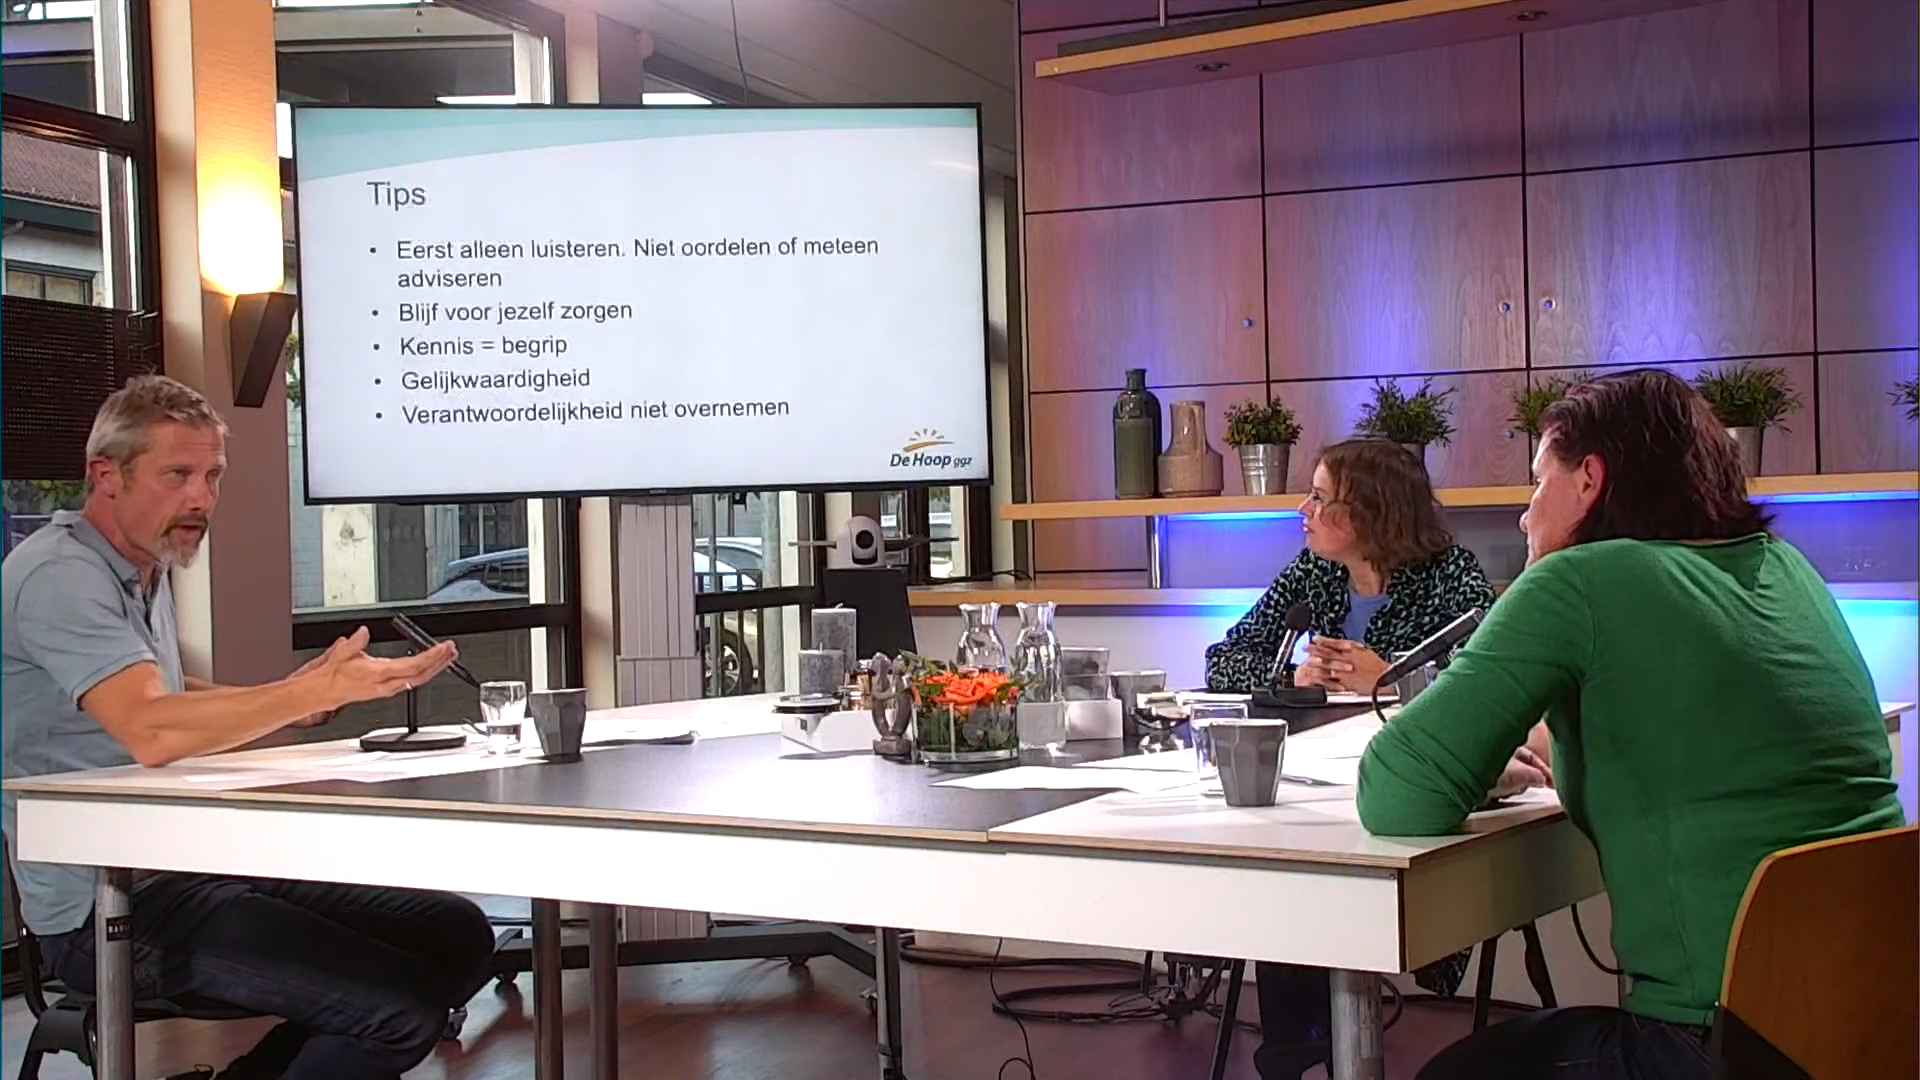 Tips
• Eerst alleen luisteren. Niet oordelen of meteen
adviseren
• Blijf voor jezelf zorgen
• Kennis = begrip
• Gelijkwaardigheid
• Verantwoordelijkheid niet overnemen
De Hoop ggz